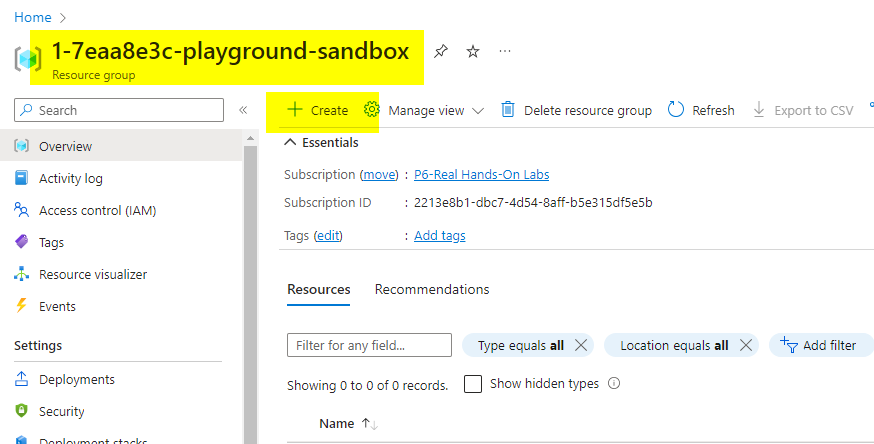 Home
1-7eaa8e3c-playground-sandbox
Resource group
Search
Create
Manage view
Delete resource group
Refresh
Export to CSV
Overview
Activity log
Access control (IAM)
Tags
Resource visualizer
Events
Settings
Deployments
Security
Deployment stacks
Essentials
Subscription (move) : P6-Real Hands-On Labs
Subscription ID : 2213e8b1-dbc7-4d54-8aff-b5e315df5e5b
Tags (edit) : Add tags
Resources Recommendations
Filter for any field...
Type equals all
Location equals all
Add filter
Showing 0 to 0 of 0 records.
Show hidden types
Name